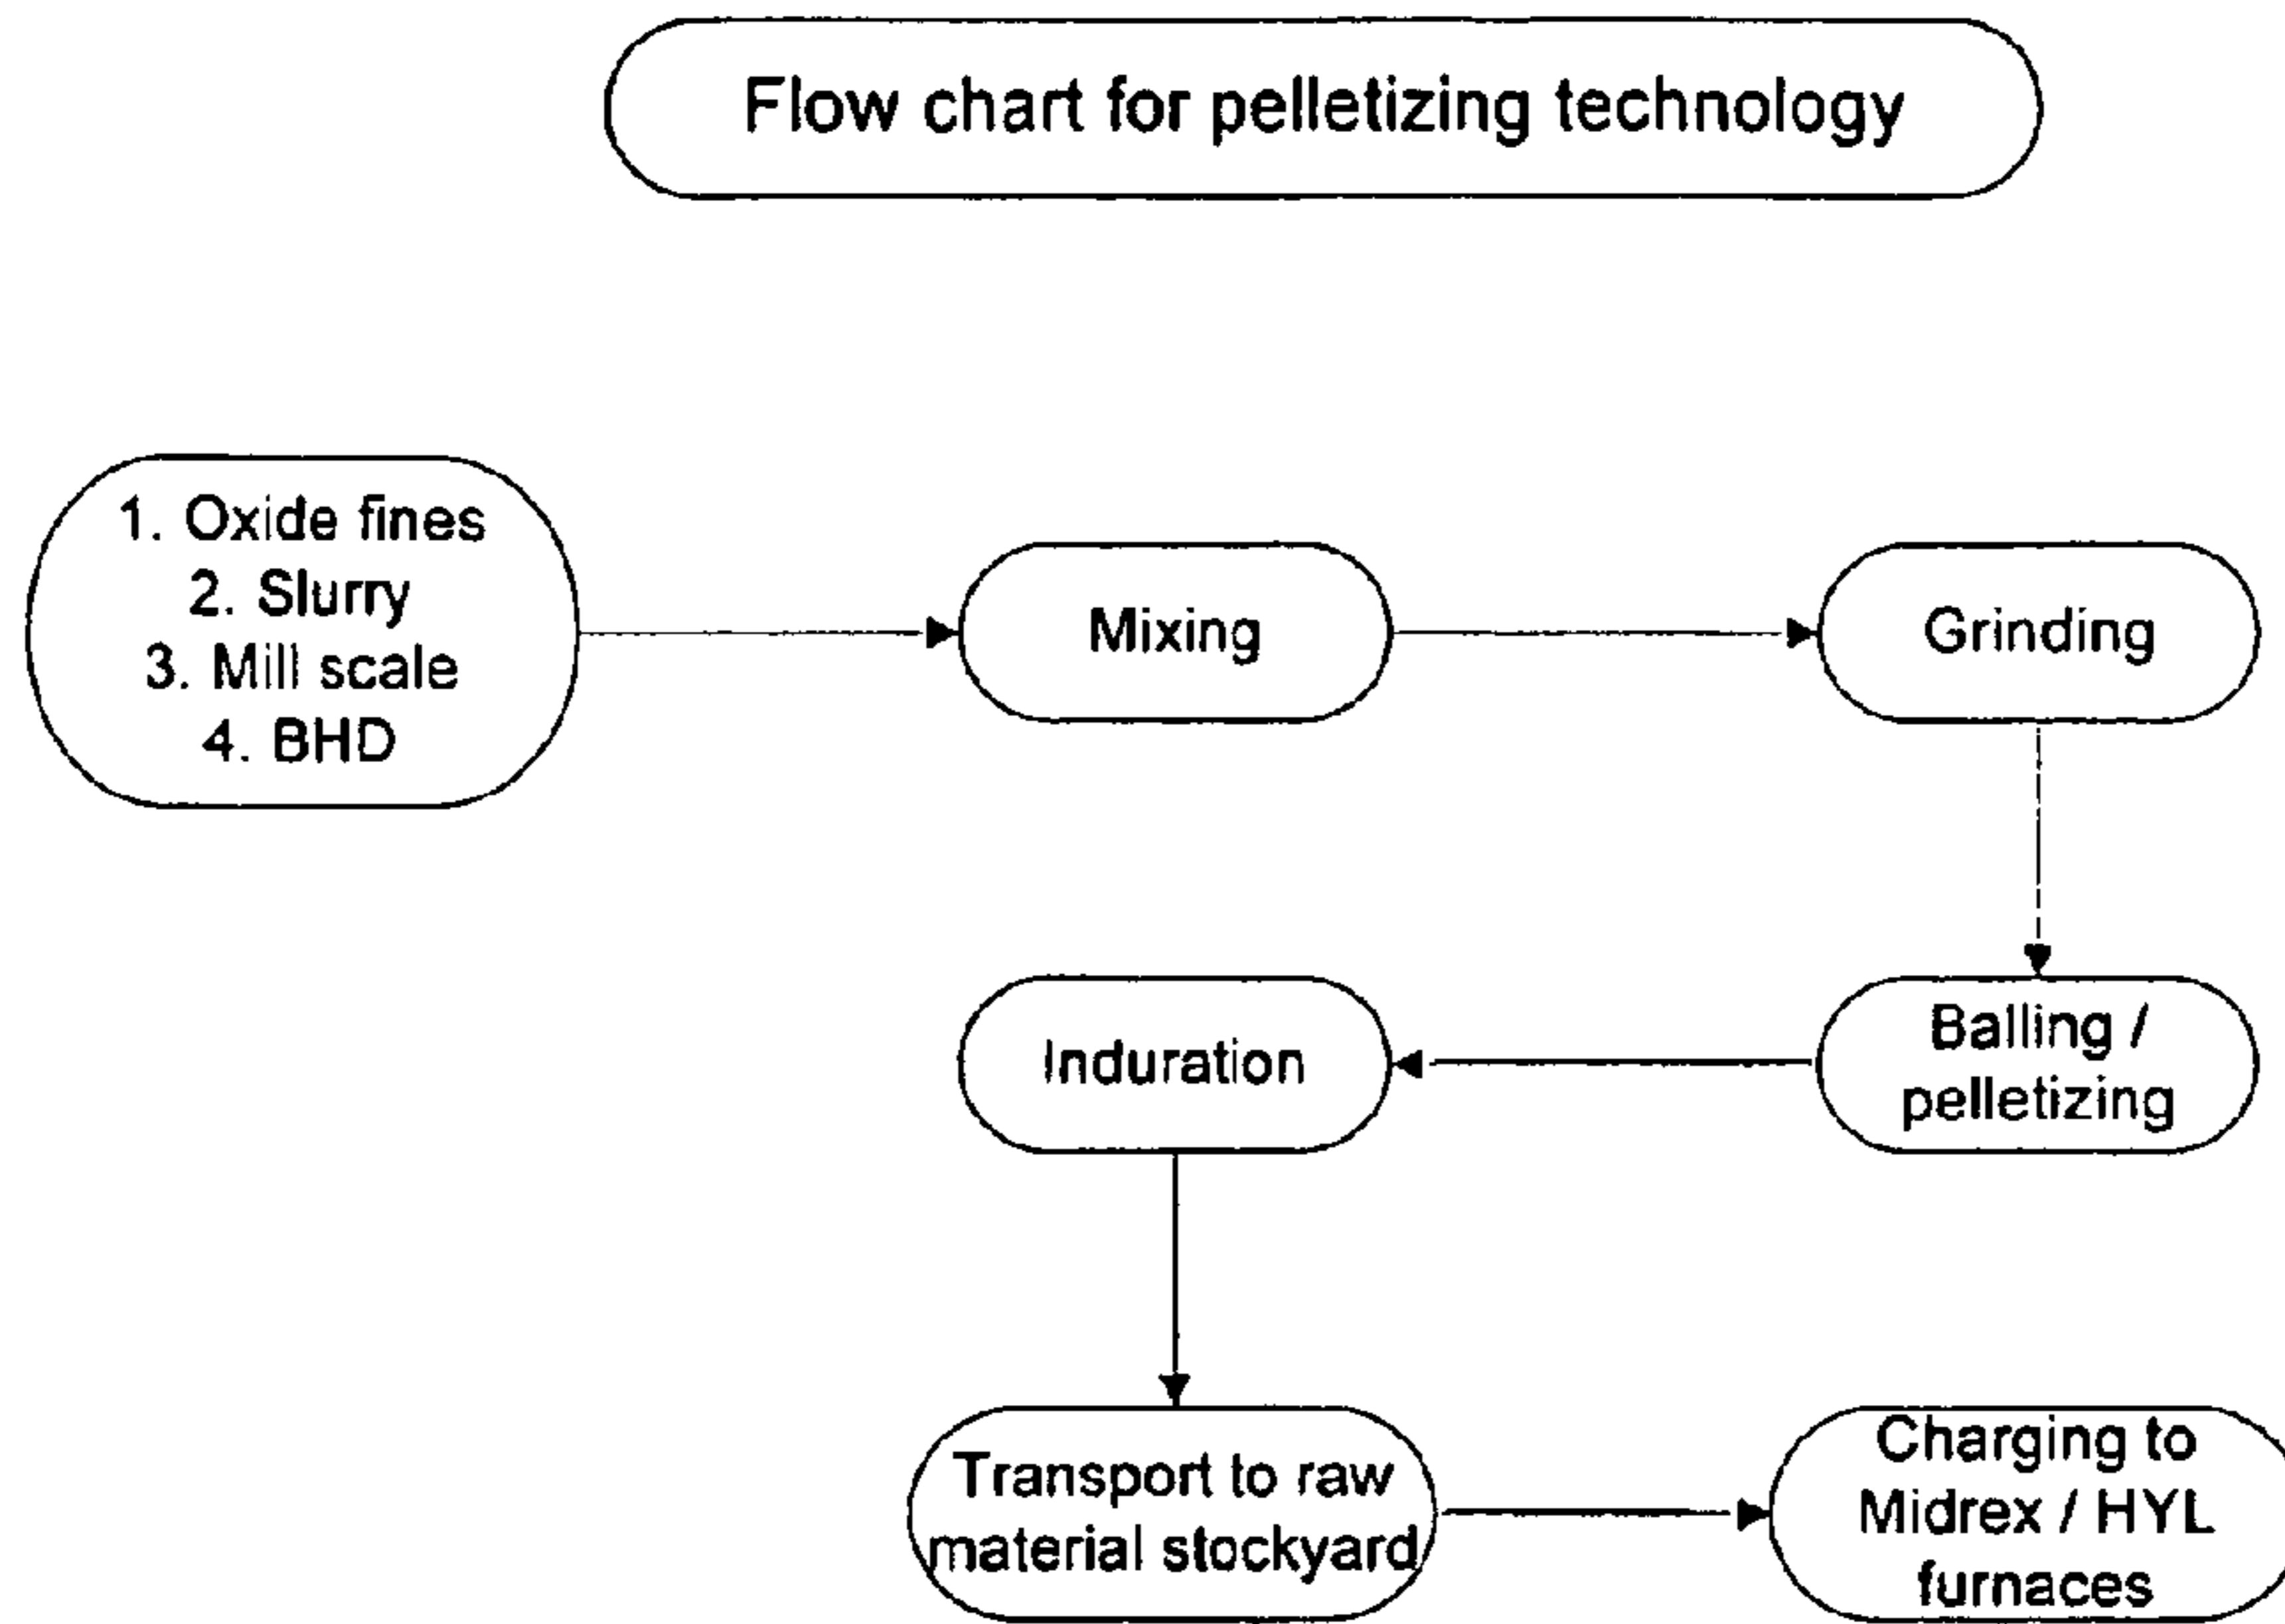 Flow chart for pelletizing technology
1. Oxide fines
2. Slurry
3. Mill scale
4. BHD
Mixing
Grinding
Balling /
pelletizing
Induration
Transport to raw
material stockyard
Charging to
Midrex / HYL
furnaces